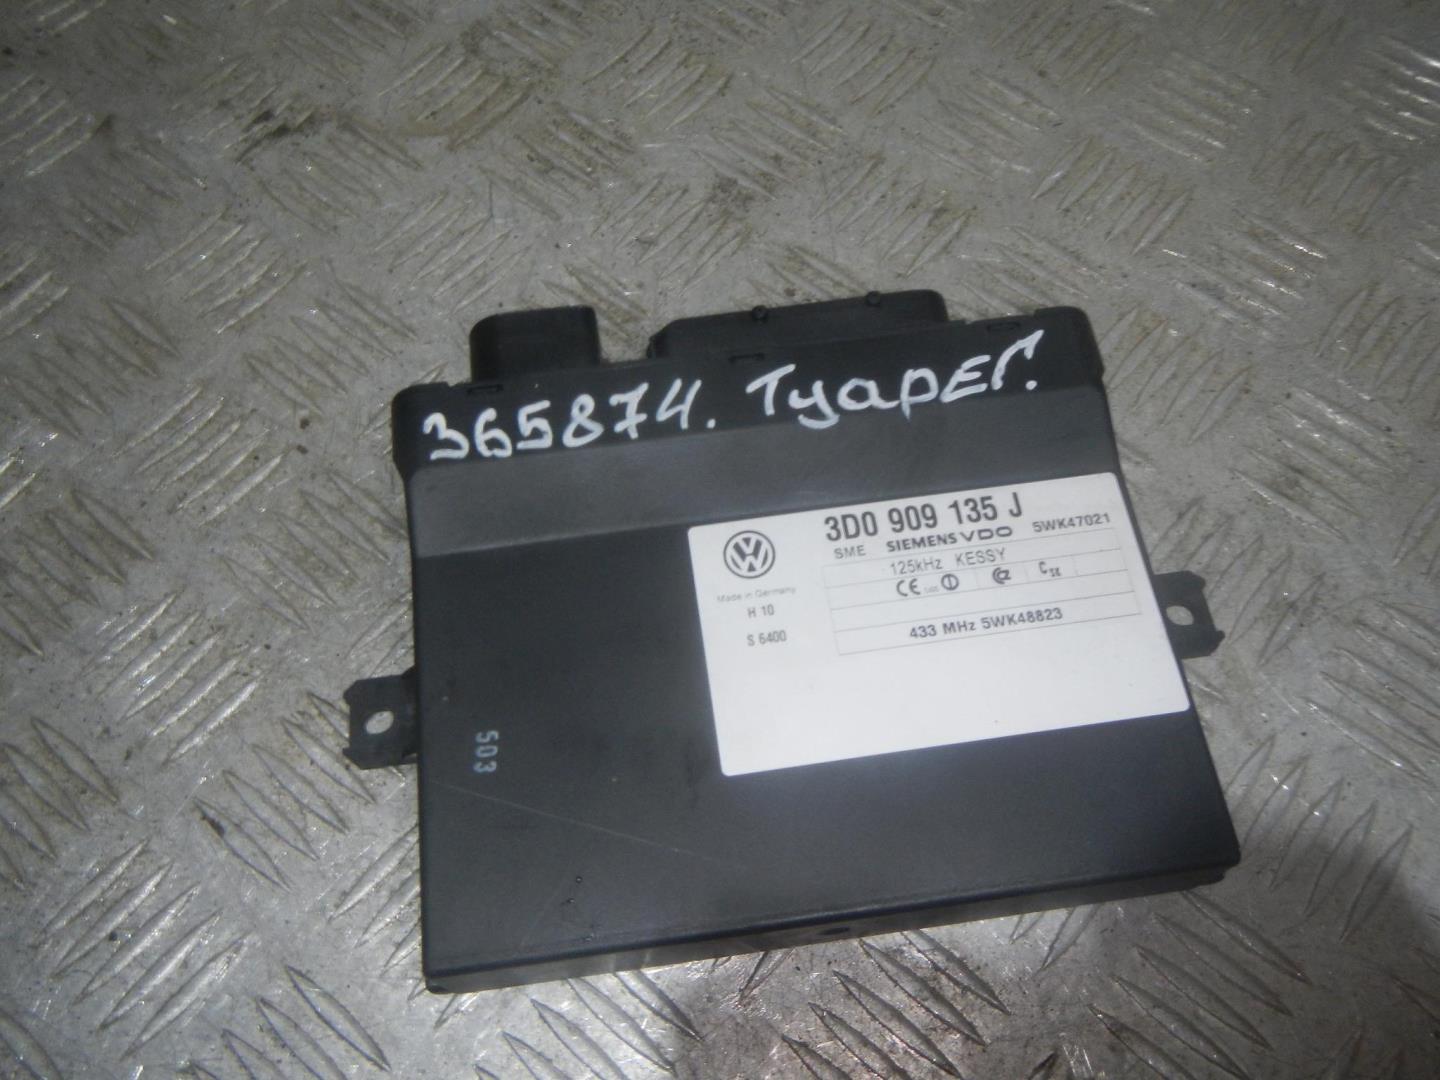 365874. ТуарЕГ.
3D0 909 135 J
SME SIEMENS VDO 5WK47021
125kHz KESSY
Made in Germany
H 10
S 6400
433 MHz 5WK48823
503